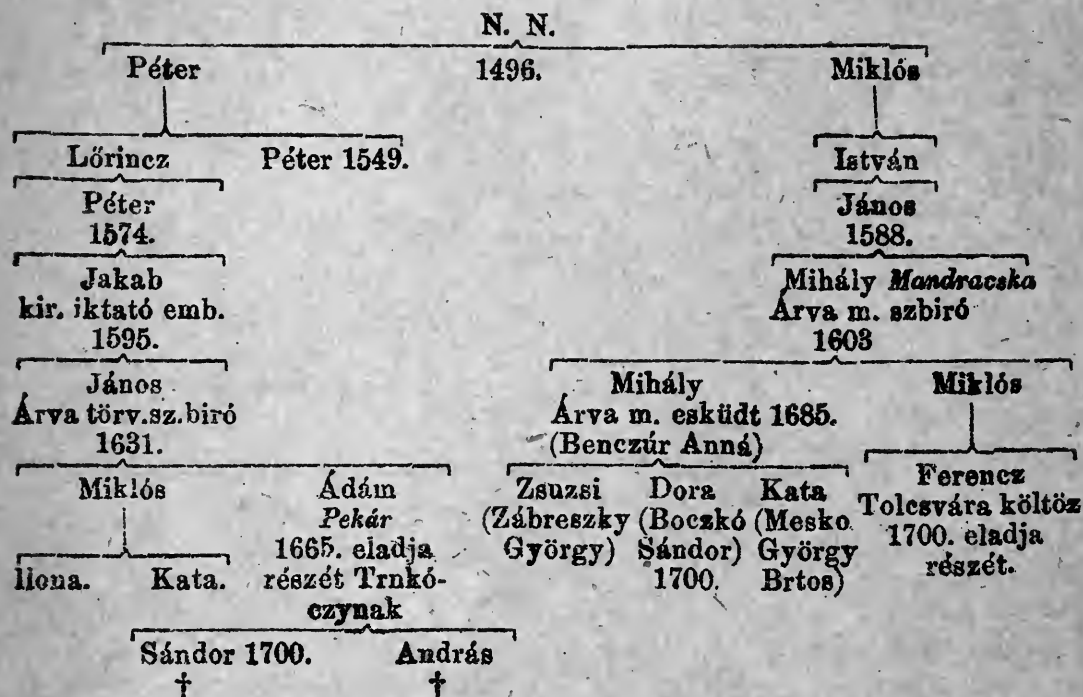 N. N.
Péter 1496. Miklós
Lőrincz Péter 1549. István
Péter János
1574. 1588.
Jakab Mihály Mandracska
kir. iktató emb. Árva m. szbiró
1595. 1603
János Mihály Miklós
Árva törv.sz.biró Árva m. esküdt 1685.
1631. (Benczúr Anná)
Miklós Ádám Zsuzsi Dora Kata Ferencz
Pekár (Zábreszky (Boczkó (Mesko Tolcsvára költöz
1665. eladja György) Sándor) György 1700. eladja
Ilona. Kata. részét Trnkó- 1700. Brtos) részét.
czynak
Sándor 1700. András
† †